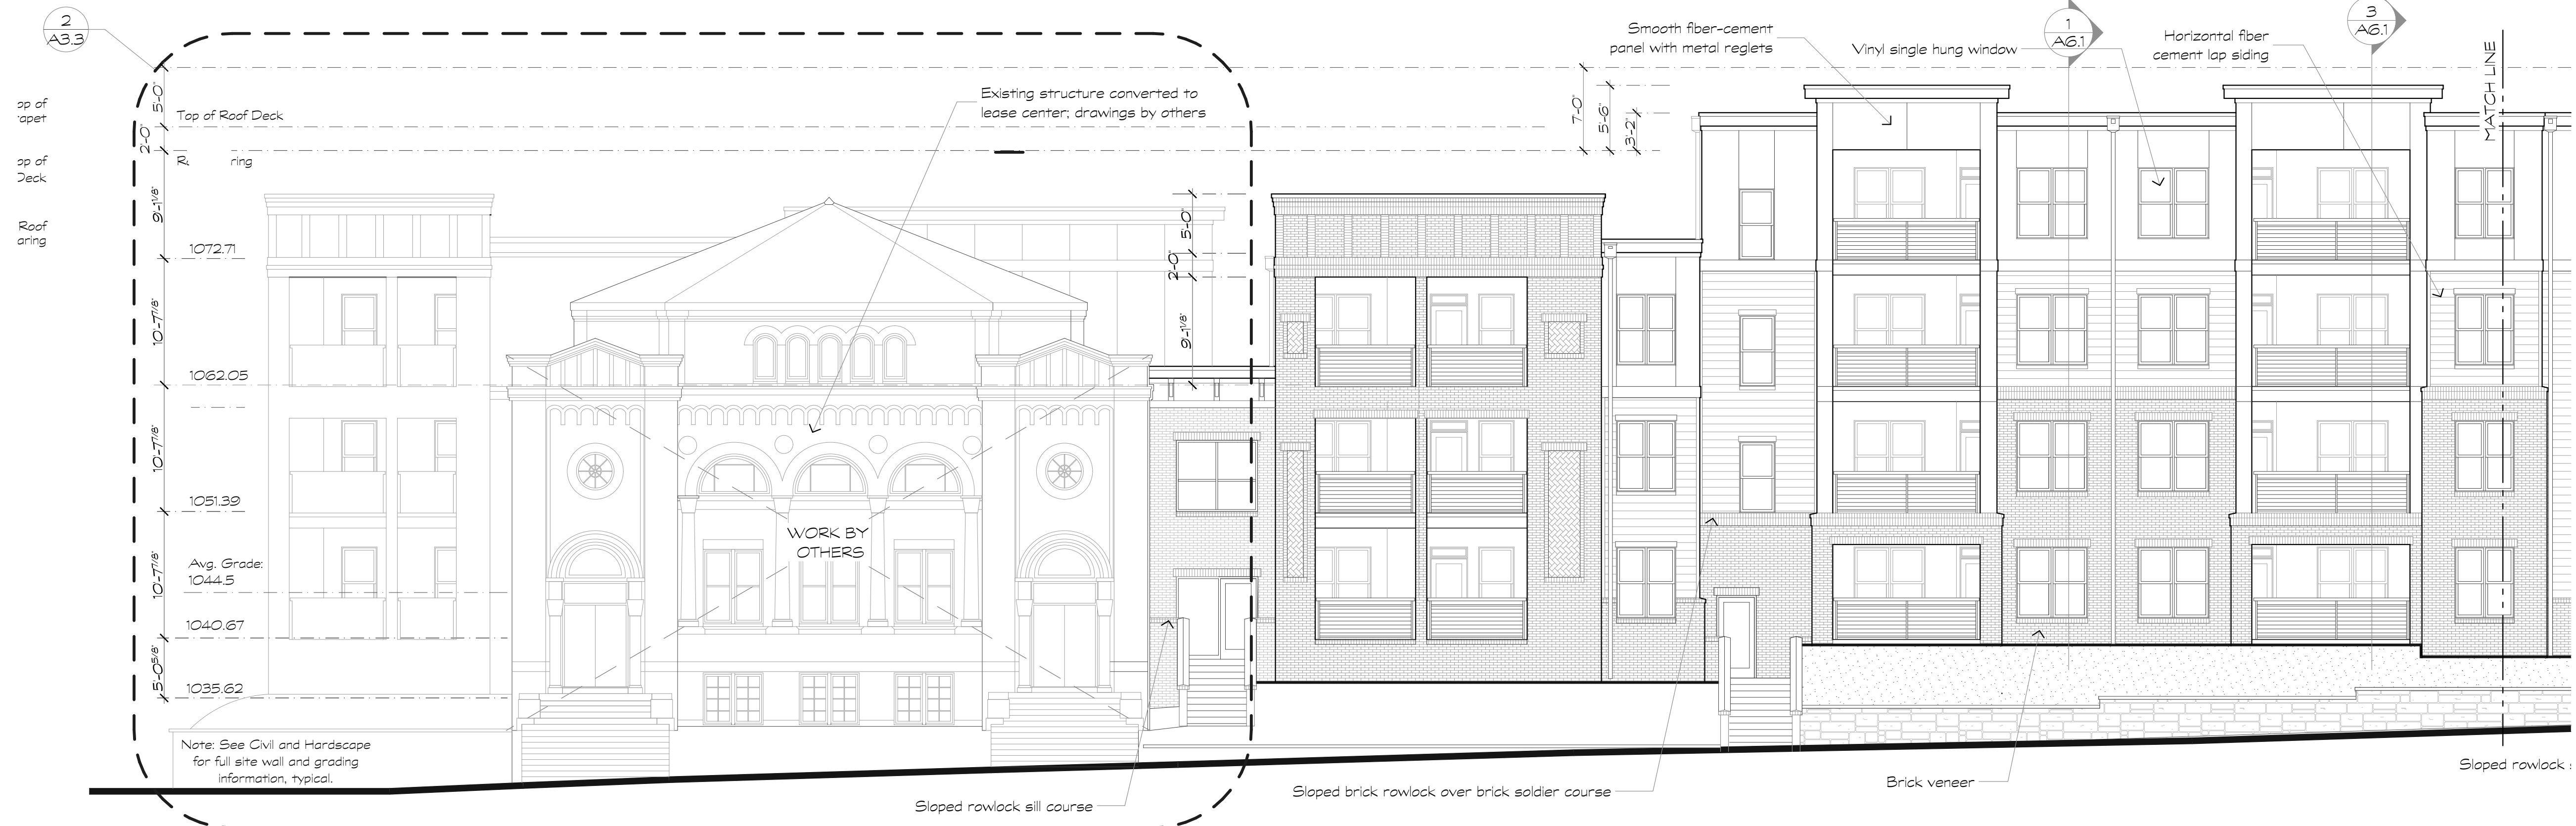 2
A3.3
op of
rapet
op of
Deck
Roof
aring
5'-0"
2'-0"
9'-1 1/8"
10'-7 7/8"
10'-7 7/8"
10'-7 7/8"
5'-0 5/8"
Top of Roof Deck
ring
1072.71
1062.05
1051.39
Avg. Grade:
1044.5
1040.67
1035.62
Note: See Civil and Hardscape
for full site wall and grading
information, typical.
Existing structure converted to
lease center; drawings by others
WORK BY
OTHERS
5'-0"
2'-0"
9'-1 1/8"
Sloped rowlock sill course
7'-0"
5'-6"
3'-2"
Smooth fiber-cement
panel with metal reglets
Vinyl single hung window
1
A6.1
Horizontal fiber
cement lap siding
3
A6.1
MATCH LINE
Sloped brick rowlock over brick soldier course
Brick veneer
Sloped rowlock